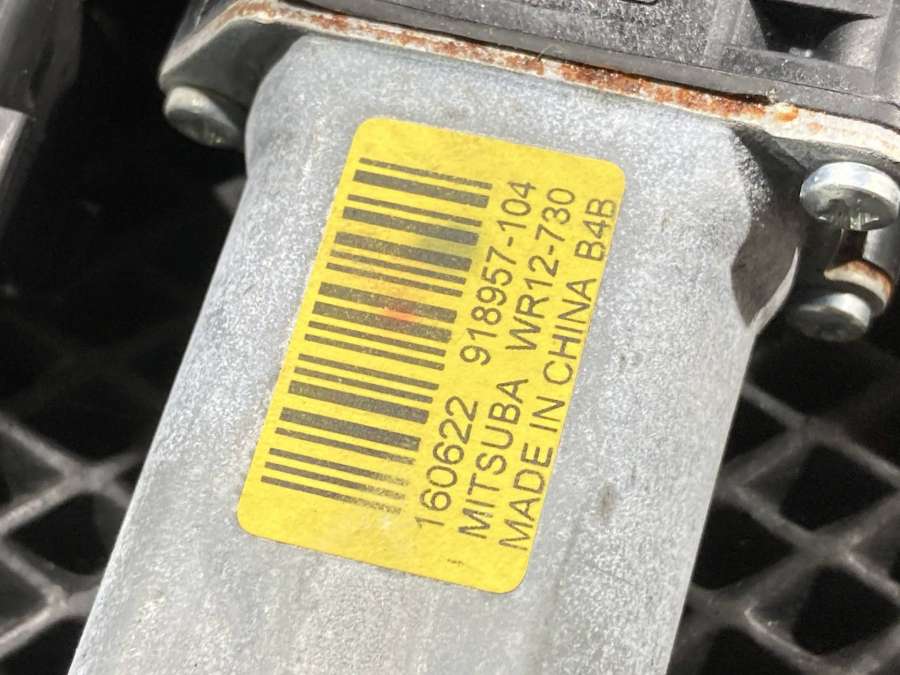 160622 918957-104
MITSUBA WR12-730
MADE IN CHINA B4B